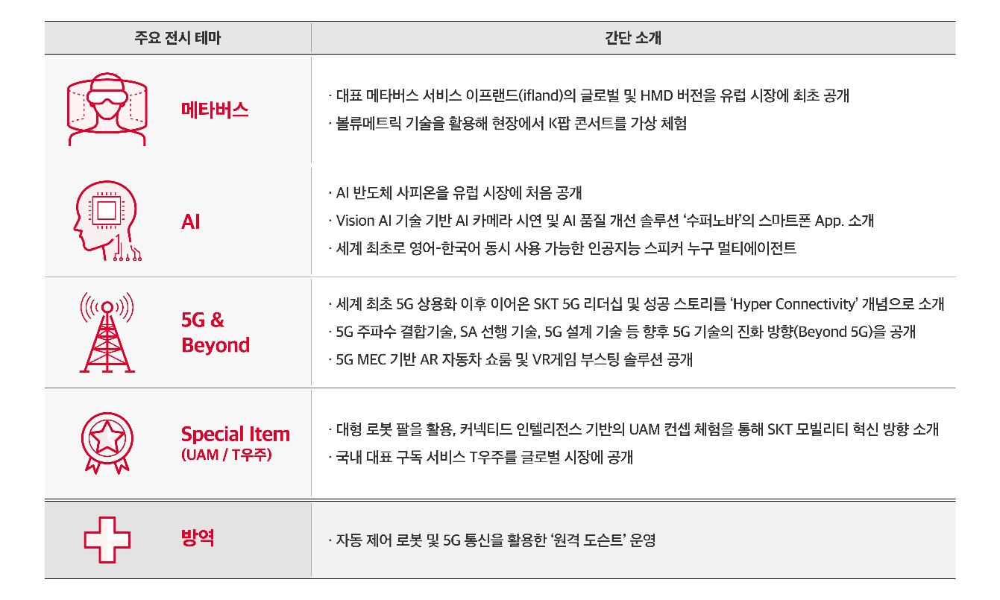 주요 전시 테마
간단 소개
메타버스
· 대표 메타버스 서비스 이프랜드(ifland)의 글로벌 및 HMD 버전을 유럽 시장에 최초 공개
· 볼류메트릭 기술을 활용해 현장에서 K팝 콘서트를 가상 체험
AI
· AI 반도체 사피온을 유럽 시장에 처음 공개
· Vision AI 기술 기반 AI 카메라 시연 및 AI 품질 개선 솔루션 ‘수퍼노바’의 스마트폰 App. 소개
· 세계 최초로 영어-한국어 동시 사용 가능한 인공지능 스피커 누구 멀티에이전트
5G &
Beyond
· 세계 최초 5G 상용화 이후 이어온 SKT 5G 리더십 및 성공 스토리를 ‘Hyper Connectivity’ 개념으로 소개
· 5G 주파수 결합기술, SA 선행 기술, 5G 설계 기술 등 향후 5G 기술의 진화 방향(Beyond 5G)을 공개
· 5G MEC 기반 AR 자동차 쇼룸 및 VR게임 부스팅 솔루션 공개
Special Item
(UAM / T우주)
· 대형 로봇 팔을 활용, 커넥티드 인텔리전스 기반의 UAM 컨셉 체험을 통해 SKT 모빌리티 혁신 방향 소개
· 국내 대표 구독 서비스 T우주를 글로벌 시장에 공개
방역
· 자동 제어 로봇 및 5G 통신을 활용한 ‘원격 도슨트’ 운영